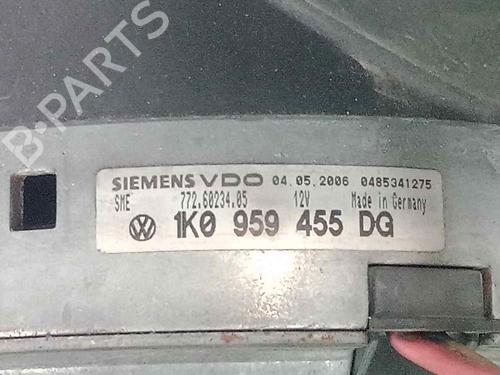 B-PARTS
SIEMENS VDO 04.05.2006 0485341275
SME 772.60234.05 12V Made in Germany
1K0 959 455 DG